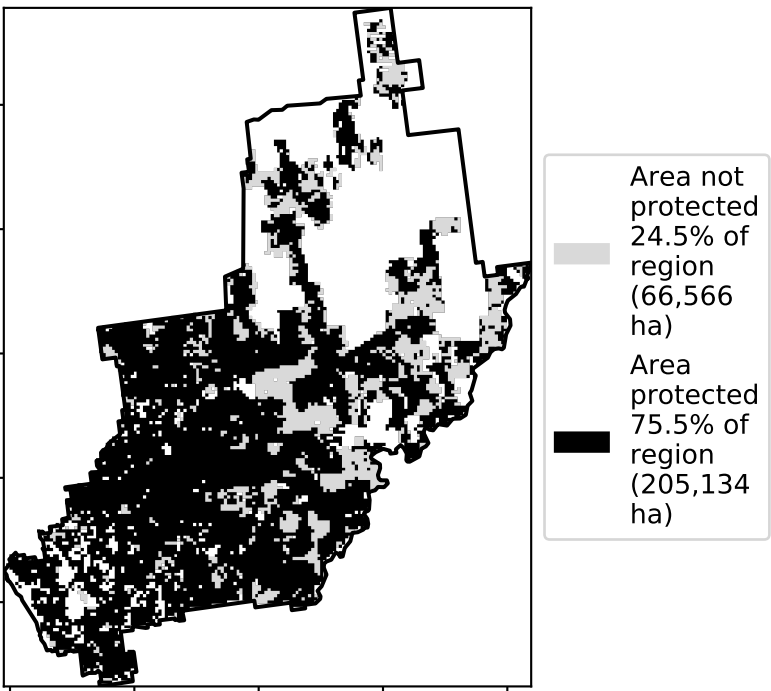 Area not
protected
24.5% of
region
(66,566
ha)
Area
protected
75.5% of
region
(205,134
ha)